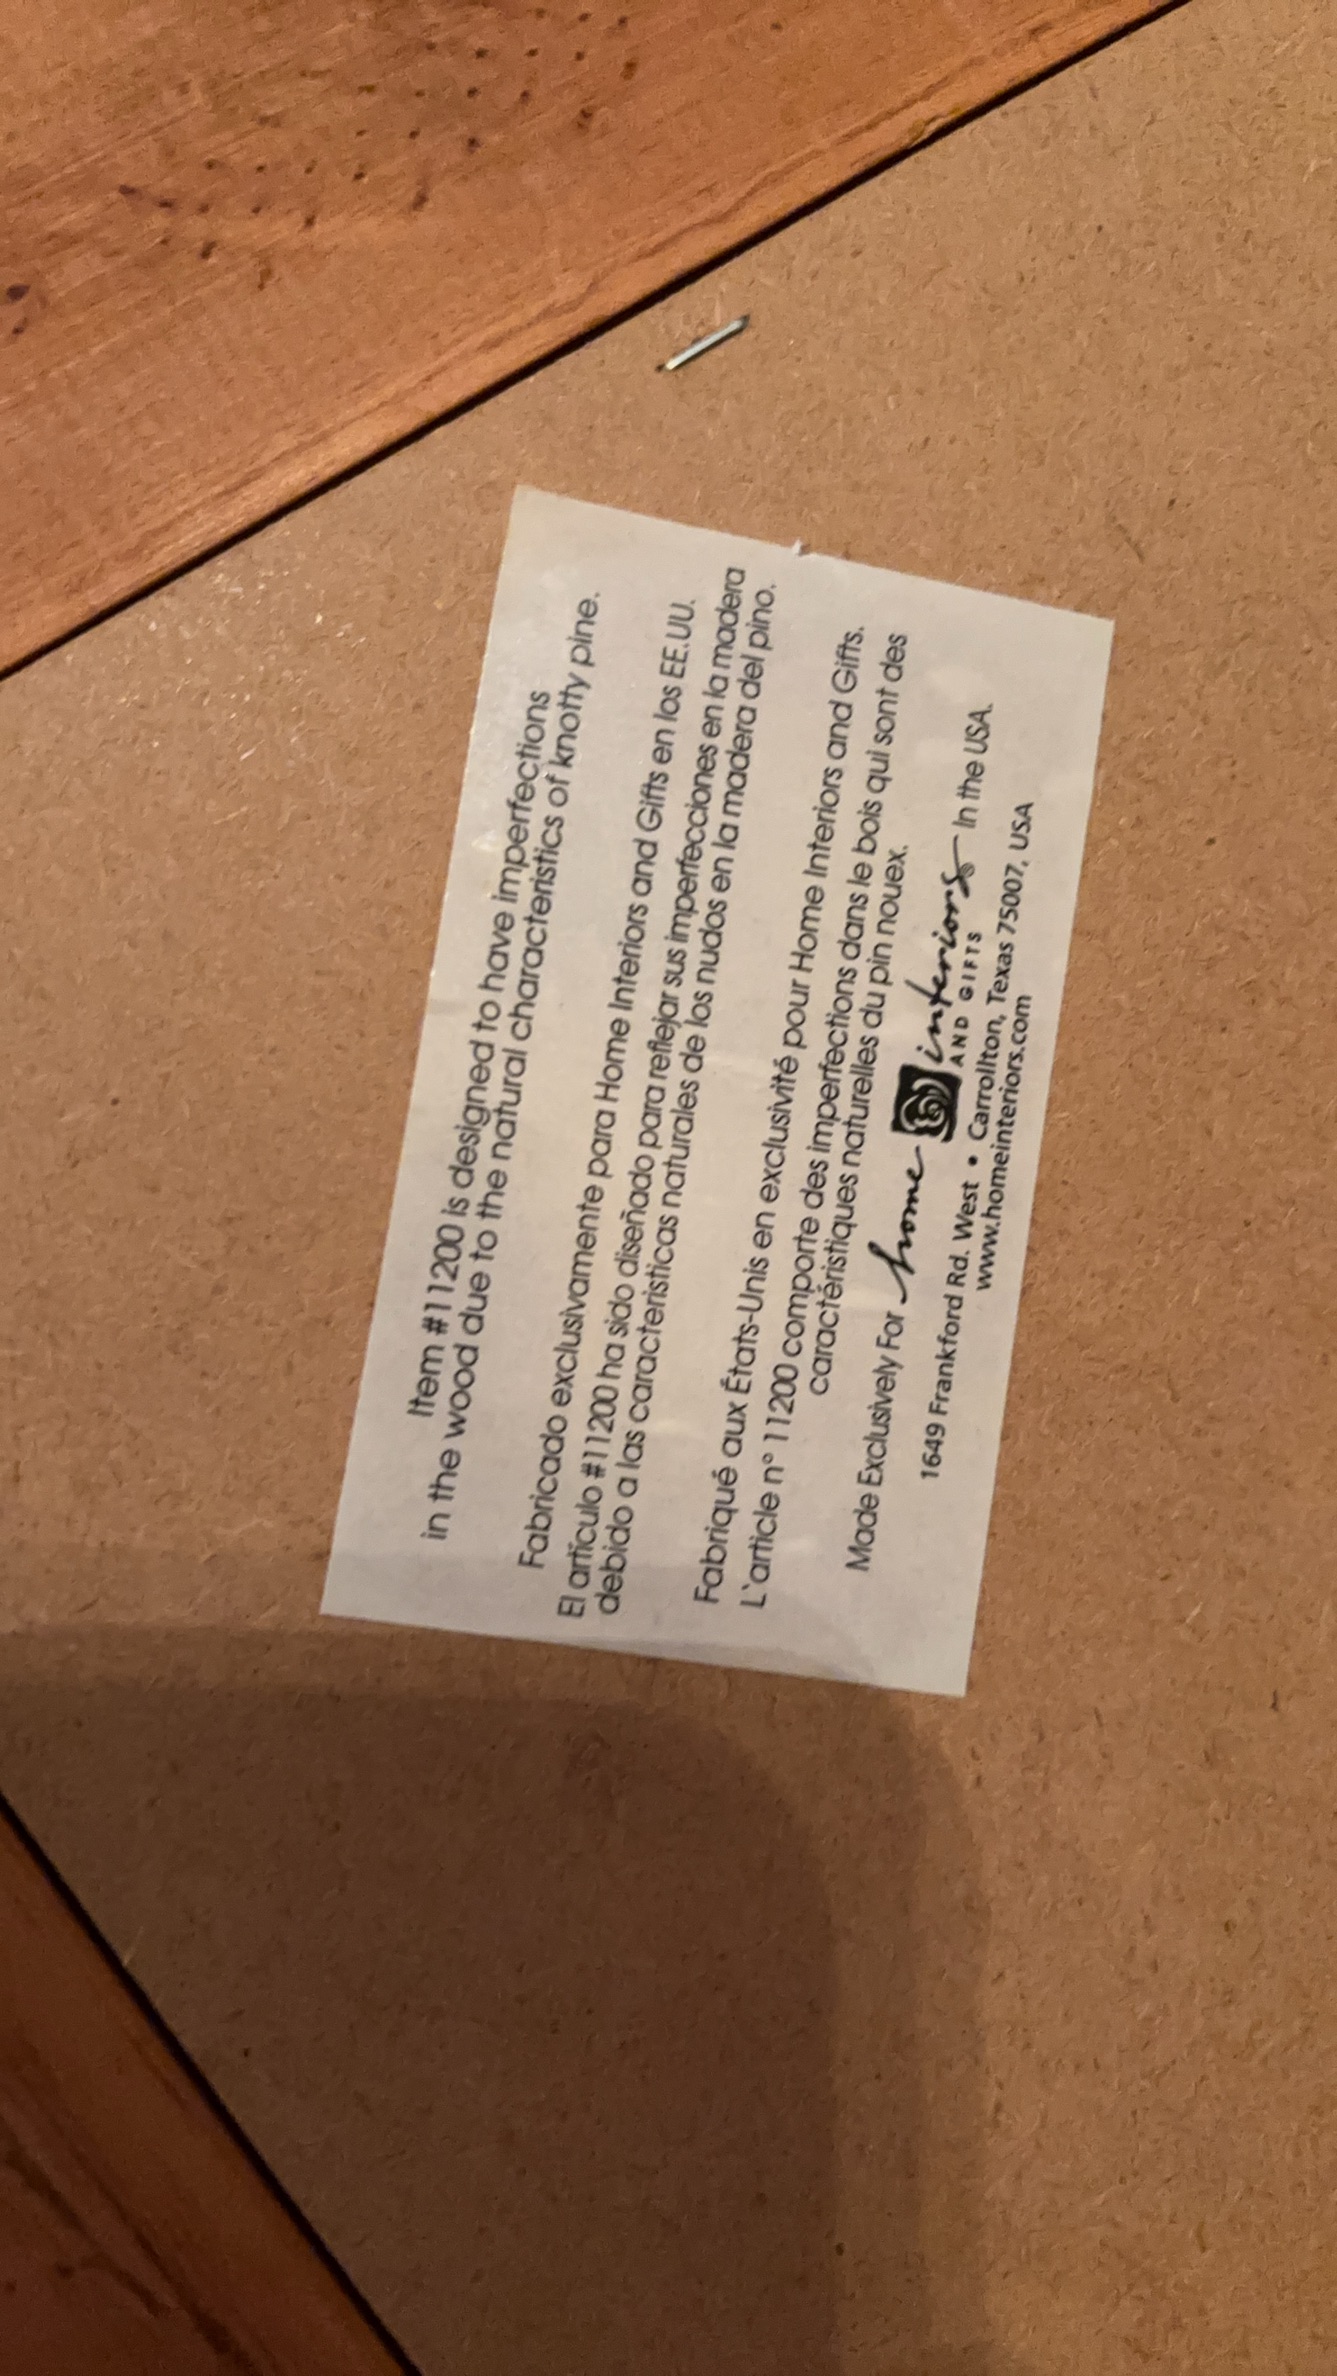 Item #11200 is designed to have imperfections
in the wood due to the natural characteristics of knotty pine.
Fabricado exclusivamente para Home Interiors and Gifts en los EE.UU.
El artículo #11200 ha sido diseñado para reflejar sus imperfecciones en la madera
debido a las características naturales de los nudos en la madera del pino.
Fabriqué aux États-Unis en exclusivité pour Home Interiors and Gifts.
L`article n° 11200 comporte des imperfections dans le bois qui sont des
caractéristiques naturelles du pin nouex.
Made Exclusively For home interiors® In the USA.
AND GIFTS
1649 Frankford Rd. West • Carrollton, Texas 75007, USA
www.homeinteriors.com